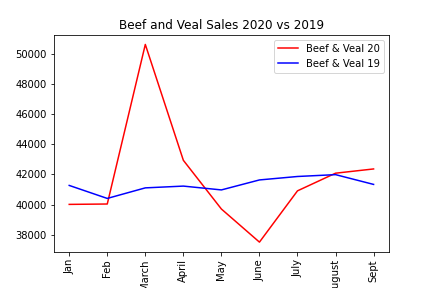 Beef and Veal Sales 2020 vs 2019
Beef & Veal 20
Beef & Veal 19
50000
48000
46000
44000
42000
40000
38000
Jan
Feb
March
April
May
June
July
August
Sept